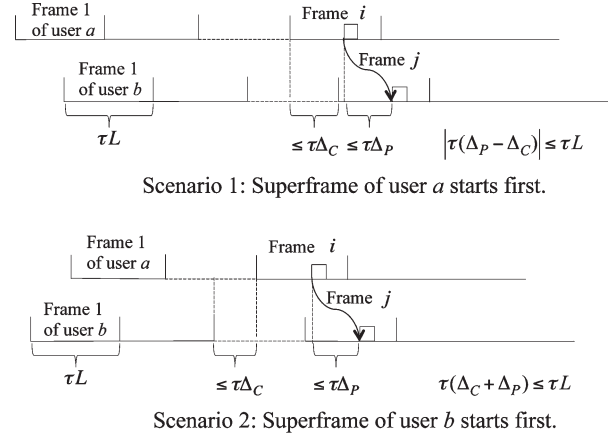 Frame 1
of user a
Frame i
Frame j
Frame 1
of user b
τL
≤ τΔ_C ≤ τΔ_P
|τ(Δ_P − Δ_C)| ≤ τL
Scenario 1: Superframe of user a starts first.
Frame 1
of user a
Frame i
Frame j
Frame 1
of user b
τL
≤ τΔ_C
≤ τΔ_P
τ(Δ_C + Δ_P) ≤ τL
Scenario 2: Superframe of user b starts first.